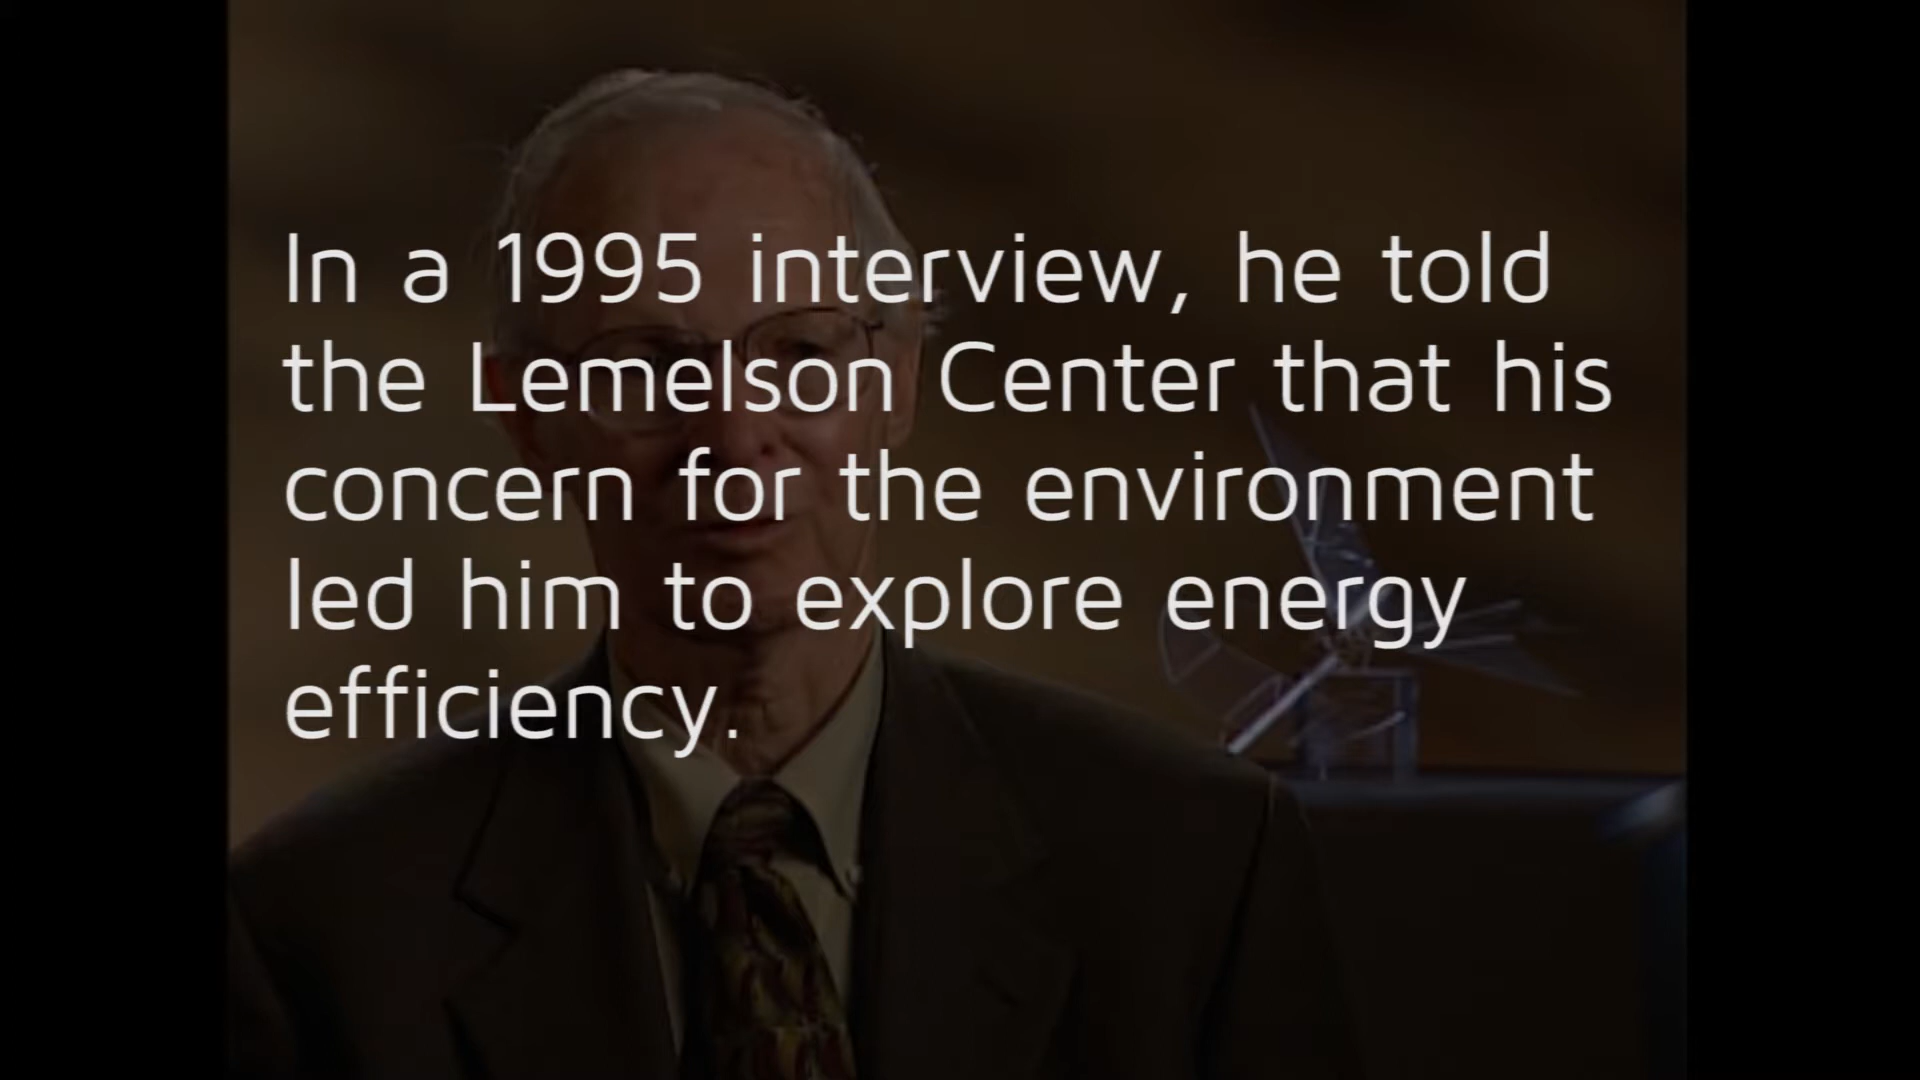 In a 1995 interview, he told
the Lemelson Center that his
concern for the environment
led him to explore energy
efficiency.